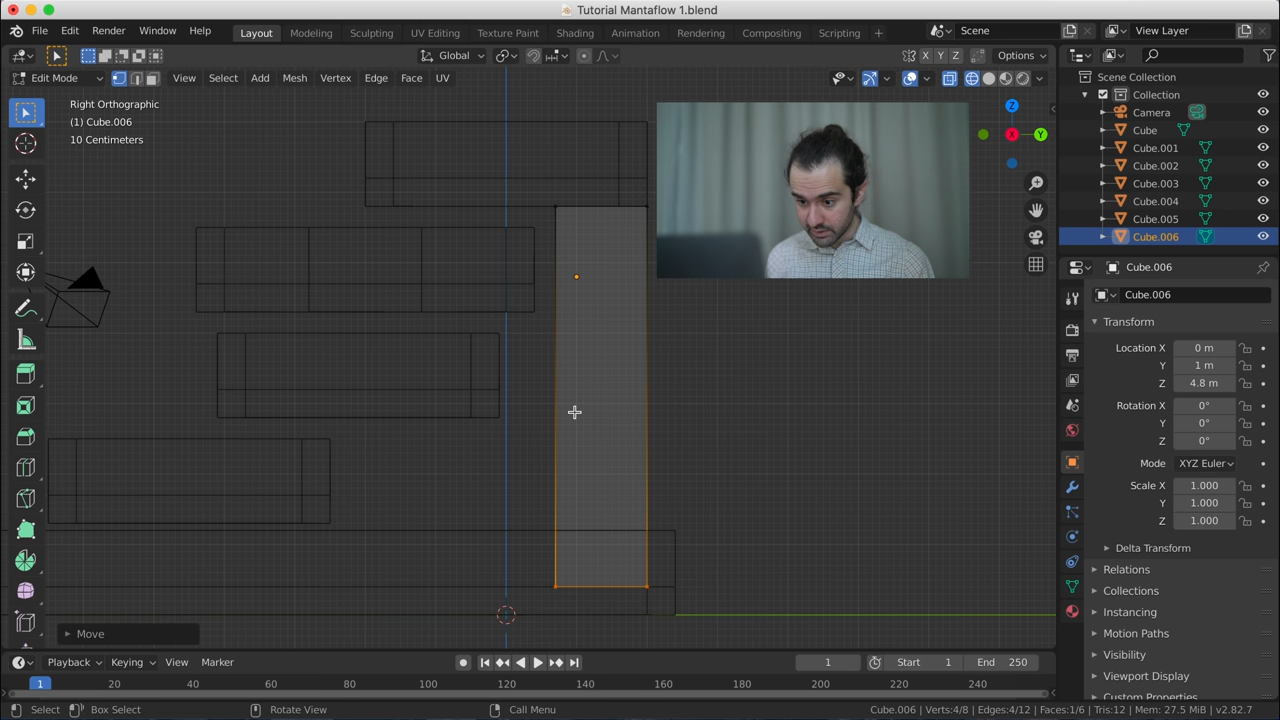 Tutorial Mantaflow 1.blend
File Edit Render Window Help
Layout Modeling Sculpting UV Editing Texture Paint Shading Animation Rendering Compositing Scripting +
Scene View Layer
Global X Y Z Options
Edit Mode View Select Add Mesh Vertex Edge Face UV
Right Orthographic
(1) Cube.006
10 Centimeters
Z
X
Y
Scene Collection
Collection
Camera
Cube
Cube.001
Cube.002
Cube.003
Cube.004
Cube.005
Cube.006
Cube.006
Cube.006
Transform
Location X 0 m
Y 1 m
Z 4.8 m
Rotation X 0°
Y 0°
Z 0°
Mode XYZ Euler
Scale X 1.000
Y 1.000
Z 1.000
Delta Transform
Relations
Collections
Instancing
Motion Paths
Visibility
Viewport Display
Custom Properties
Move
Playback Keying View Marker 1 Start 1 End 250
1 20 40 60 80 100 120 140 160 180 200 220 240
Select Box Select Rotate View Call Menu Cube.006 | Verts:4/8 | Edges:4/12 | Faces:1/6 | Tris:12 | Mem: 27.5 MiB | v2.82.7